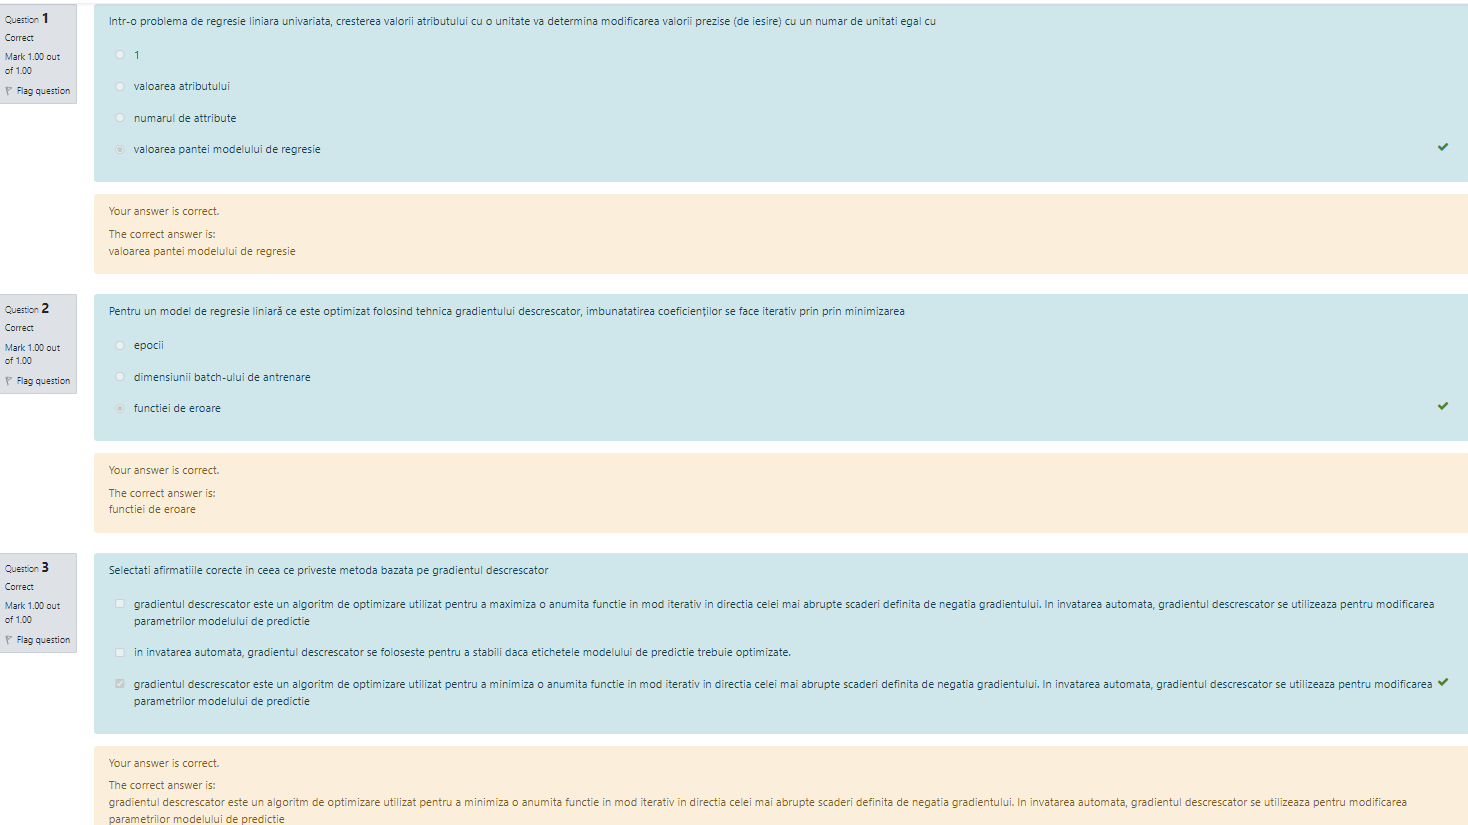 Question 1
Correct
Mark 1.00 out
of 1.00
Flag question
Intr-o problema de regresie liniara univariata, cresterea valorii atributului cu o unitate va determina modificarea valorii prezise (de iesire) cu un numar de unitati egal cu
1
valoarea atributului
numarul de attribute
valoarea pantei modelului de regresie
Your answer is correct.
The correct answer is:
valoarea pantei modelului de regresie
Question 2
Correct
Mark 1.00 out
of 1.00
Flag question
Pentru un model de regresie liniară ce este optimizat folosind tehnica gradientului descrescator, imbunatatirea coeficienților se face iterativ prin prin minimizarea
epocii
dimensiunii batch-ului de antrenare
functiei de eroare
Your answer is correct.
The correct answer is:
functiei de eroare
Question 3
Correct
Mark 1.00 out
of 1.00
Flag question
Selectati afirmatiile corecte in ceea ce priveste metoda bazata pe gradientul descrescator
gradientul descrescator este un algoritm de optimizare utilizat pentru a maximiza o anumita functie in mod iterativ in directia celei mai abrupte scaderi definita de negatia gradientului. In invatarea automata, gradientul descrescator se utilizeaza pentru modificarea
parametrilor modelului de predictie
in invatarea automata, gradientul descrescator se foloseste pentru a stabili daca etichetele modelului de predictie trebuie optimizate.
gradientul descrescator este un algoritm de optimizare utilizat pentru a minimiza o anumita functie in mod iterativ in directia celei mai abrupte scaderi definita de negatia gradientului. In invatarea automata, gradientul descrescator se utilizeaza pentru modificarea
parametrilor modelului de predictie
Your answer is correct.
The correct answer is:
gradientul descrescator este un algoritm de optimizare utilizat pentru a minimiza o anumita functie in mod iterativ in directia celei mai abrupte scaderi definita de negatia gradientului. In invatarea automata, gradientul descrescator se utilizeaza pentru modificarea
parametrilor modelului de predictie